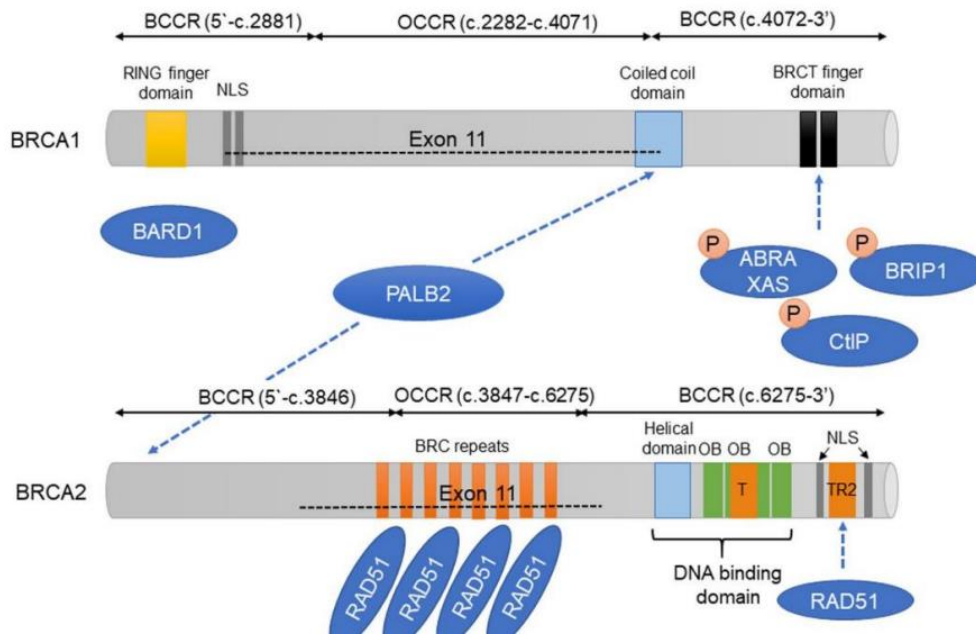 BCCR (5`-c.2881)
OCCR (c.2282-c.4071)
BCCR (c.4072-3’)
RING finger
domain
NLS
Coiled coil
domain
BRCT finger
domain
BRCA1
Exon 11
BARD1
PALB2
P
ABRA
XAS
P
BRIP1
P
CtIP
BCCR (5`-c.3846)
OCCR (c.3847-c.6275)
BCCR (c.6275-3’)
BRC repeats
Helical
domain
OB
OB
OB
NLS
BRCA2
Exon 11
T
TR2
RAD51
RAD51
RAD51
RAD51
DNA binding
domain
RAD51